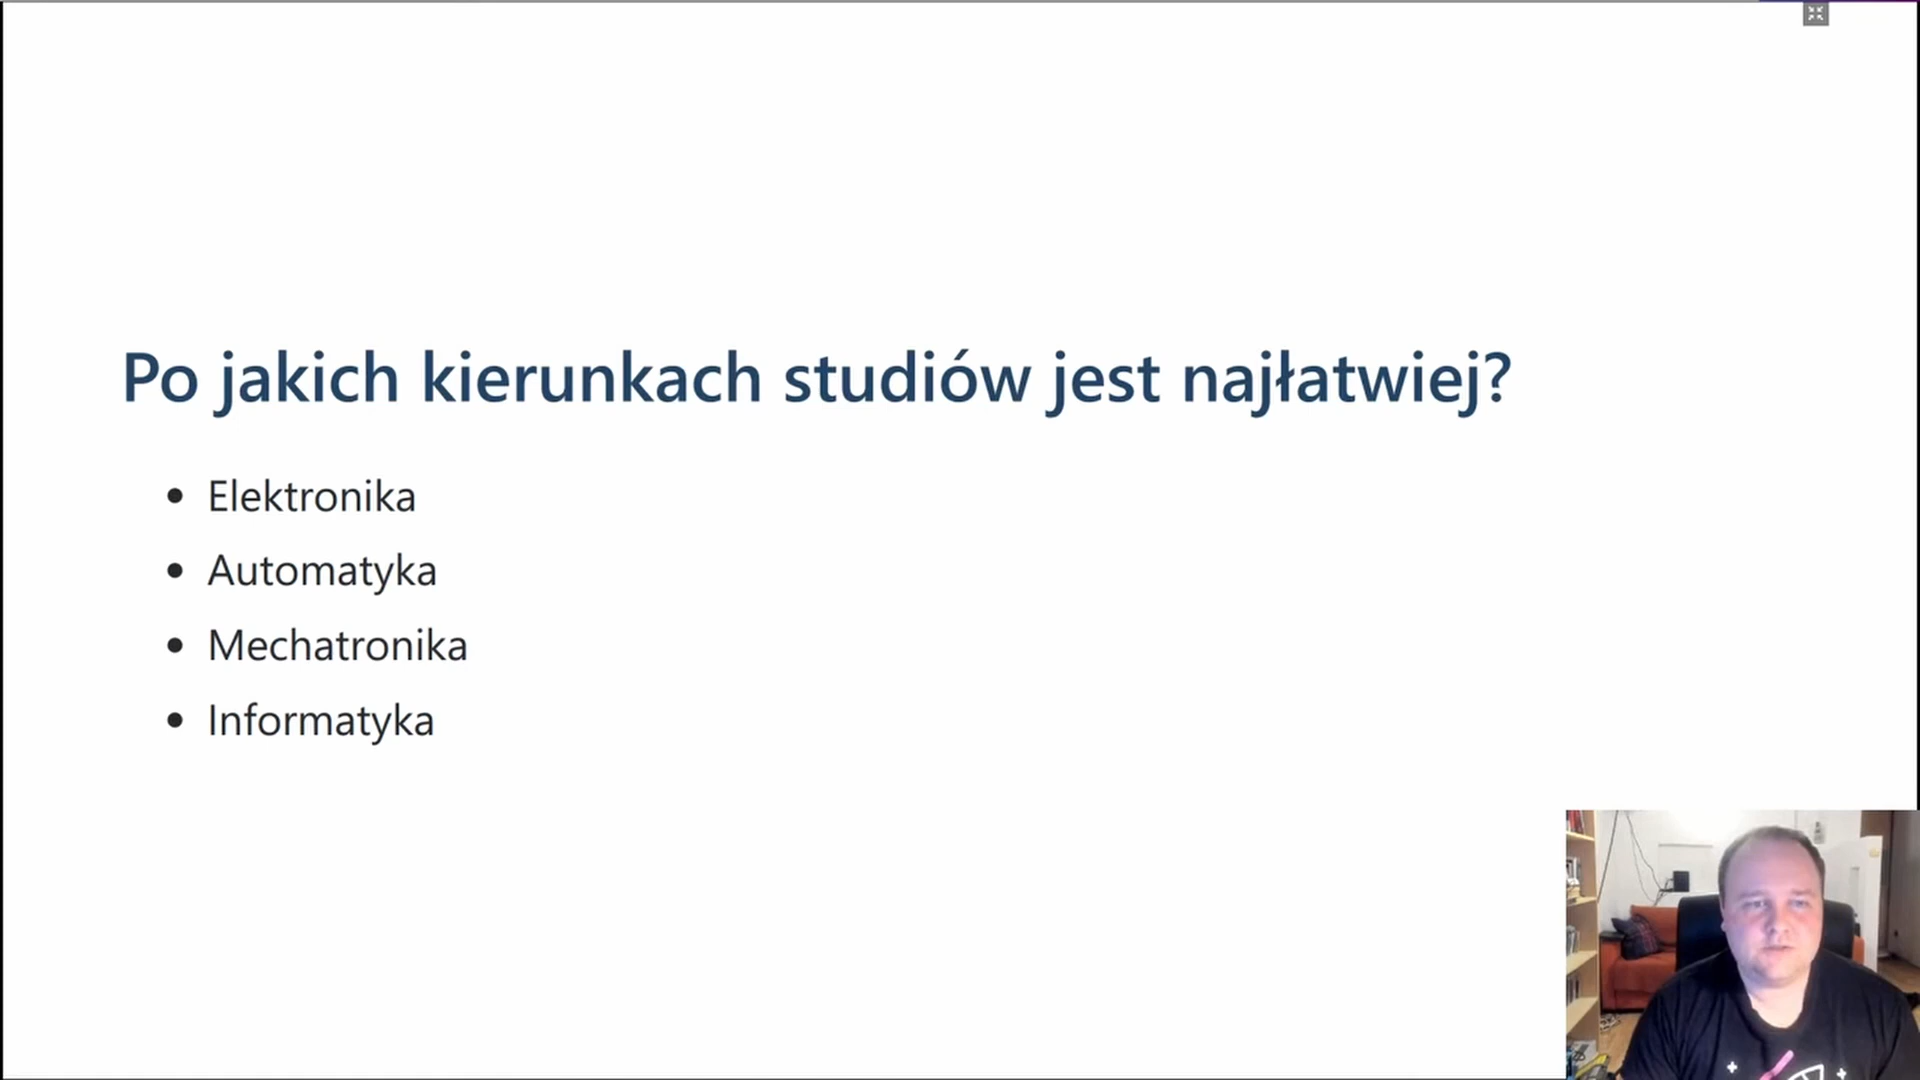 Po jakich kierunkach studiów jest najłatwiej?
Elektronika
Automatyka
Mechatronika
Informatyka